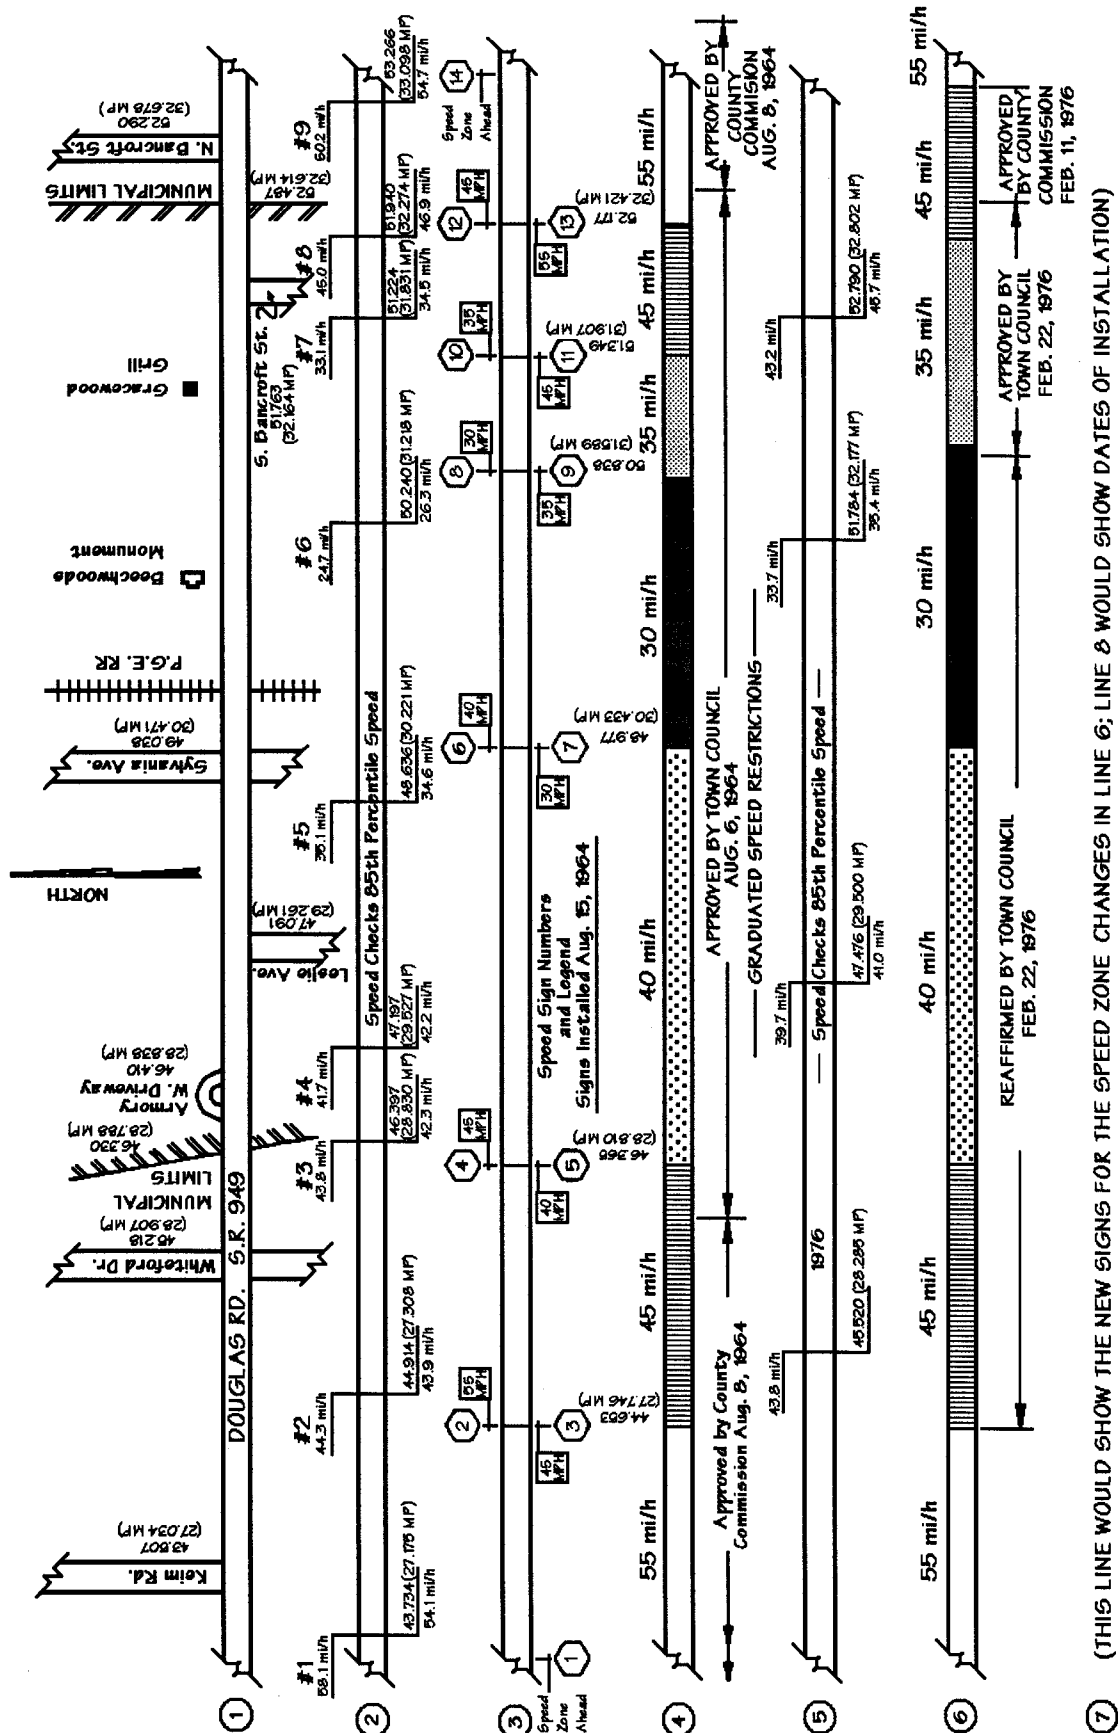 1
Keim Rd.
43.507
(27.034 MP)
Whiteford Dr.
45.218
(28.907 MP)
MUNICIPAL
LIMITS
46.330
(28.788 MP)
Armory
W. Driveway
46.410
(28.838 MP)
NORTH
Sylvania Ave.
49.038
(30.471 MP)
P.G.E. RR
Beechwoods
Monument
Gracewood
Grill
MUNICIPAL LIMITS
52.487
(32.614 MP)
N. Bancroft St.
52.290
(32.678 MP)
DOUGLAS RD. S.R. 949
Leslie Ave.
47.091
(29.261 MP)
S. Bancroft St.
51.763
(32.164 MP)
2
#1
58.1 mi/h
43.734 (27.175 MP)
54.1 mi/h
#2
44.3 mi/h
44.914 (27.308 MP)
43.9 mi/h
#3
43.8 mi/h
46.397
(28.830 MP)
42.3 mi/h
#4
41.7 mi/h
47.197
(29.527 MP)
42.2 mi/h
Speed Checks 85th Percentile Speed
#5
35.1 mi/h
48.636 (30.221 MP)
34.6 mi/h
#6
24.7 mi/h
50.240 (31.218 MP)
26.3 mi/h
#7
33.1 mi/h
51.224
(31.831 MP)
34.5 mi/h
#8
45.0 mi/h
51.940
(32.274 MP)
46.9 mi/h
#9
60.2 mi/h
53.266
(33.098 MP)
54.7 mi/h
3
Speed
Zone
Ahead
1
2
55
MPH
45
MPH
3
44.653
(27.746 MP)
4
45
MPH
40
MPH
5
46.365
(28.810 MP)
Speed Sign Numbers
and Legend
Signs Installed Aug. 15, 1964
6
40
MPH
30
MPH
7
48.977
(30.433 MP)
8
30
MPH
35
MPH
9
50.838
(31.589 MP)
10
35
MPH
45
MPH
11
51.349
(31.907 MP)
12
45
MPH
55
MPH
13
52.177
(32.421 MP)
14
Speed
Zone
Ahead
4
55 mi/h
45 mi/h
40 mi/h
30 mi/h
35 mi/h
45 mi/h
55 mi/h
Approved by County
Commission Aug. 8, 1964
APPROVED BY TOWN COUNCIL
AUG. 6, 1964
GRADUATED SPEED RESTRICTIONS
APPROVED BY
COUNTY
COMMISION
AUG. 8, 1964
5
43.8 mi/h
45.520 (28.285 MP)
1976
Speed Checks 85th Percentile Speed
39.7 mi/h
47.476 (29.500 MP)
41.0 mi/h
33.7 mi/h
51.784 (32.177 MP)
35.4 mi/h
43.2 mi/h
52.790 (32.802 MP)
45.7 mi/h
6
55 mi/h
45 mi/h
40 mi/h
30 mi/h
35 mi/h
45 mi/h
55 mi/h
REAFFIRMED BY TOWN COUNCIL
FEB. 22, 1976
APPROVED BY
TOWN COUNCIL
FEB. 22, 1976
APPROVED
BY COUNTY
COMMISSION
FEB. 11, 1976
7
(THIS LINE WOULD SHOW THE NEW SIGNS FOR THE SPEED ZONE CHANGES IN LINE 6; LINE 8 WOULD SHOW DATES OF INSTALLATION)